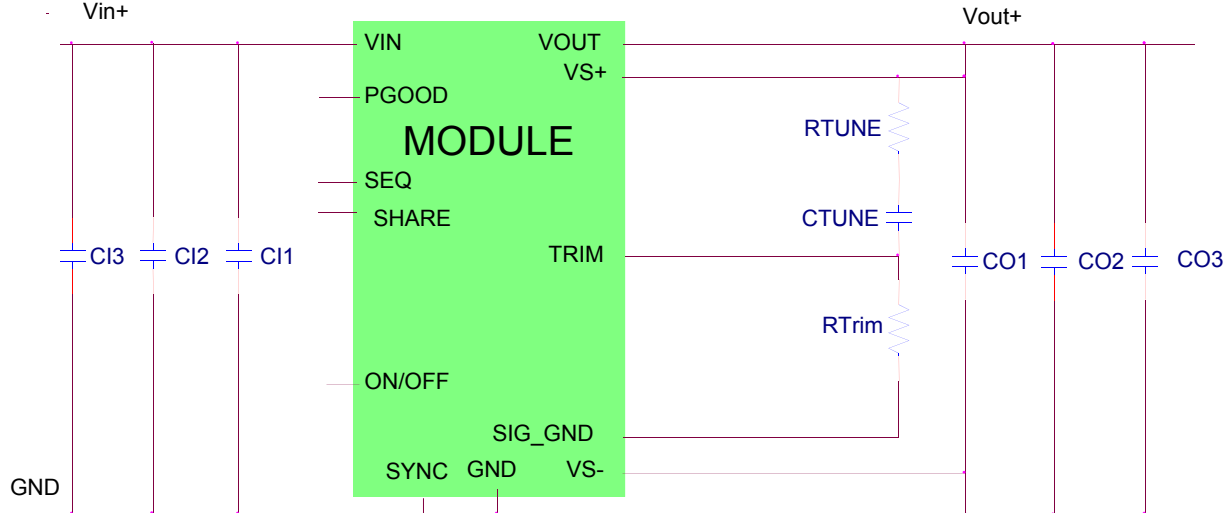 Vin+
Vout+
VIN
VOUT
VS+
PGOOD
MODULE
RTUNE
SEQ
SHARE
CTUNE
TRIM
CI3
CI2
CI1
CO1
CO2
CO3
RTrim
ON/OFF
SIG_GND
SYNC
GND
VS-
GND